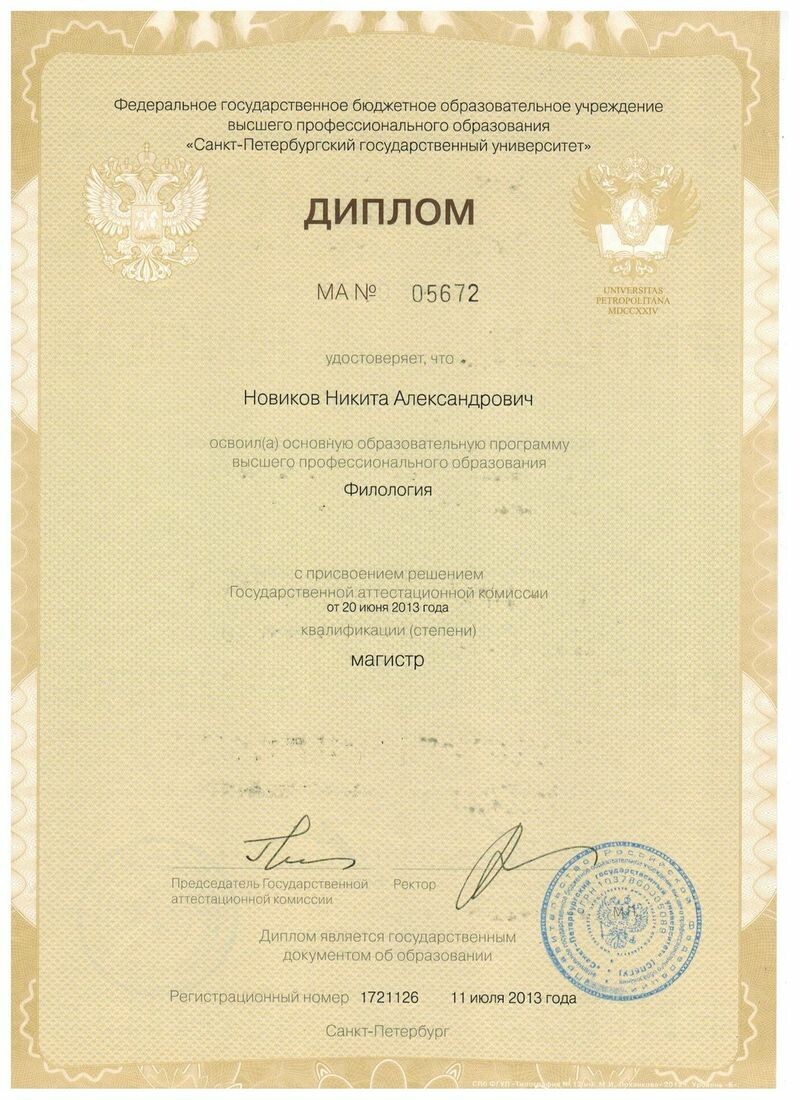 Федеральное государственное бюджетное образовательное учреждение
высшего профессионального образования
«Санкт-Петербургский государственный университет»
ДИПЛОМ
UNIVERSITAS
PETROPOLITANA
MDCCXXIV
МА № 05672
удостоверяет, что
Новиков Никита Александрович
освоил(а) основную образовательную программу
высшего профессионального образования
Филология
с присвоением решением
Государственной аттестационной комиссии
от 20 июня 2013 года
квалификации (степени)
магистр
Председатель Государственной
аттестационной комиссии
Ректор
Диплом является государственным
документом об образовании
Регистрационный номер 1721126 11 июля 2013 года
Санкт-Петербург